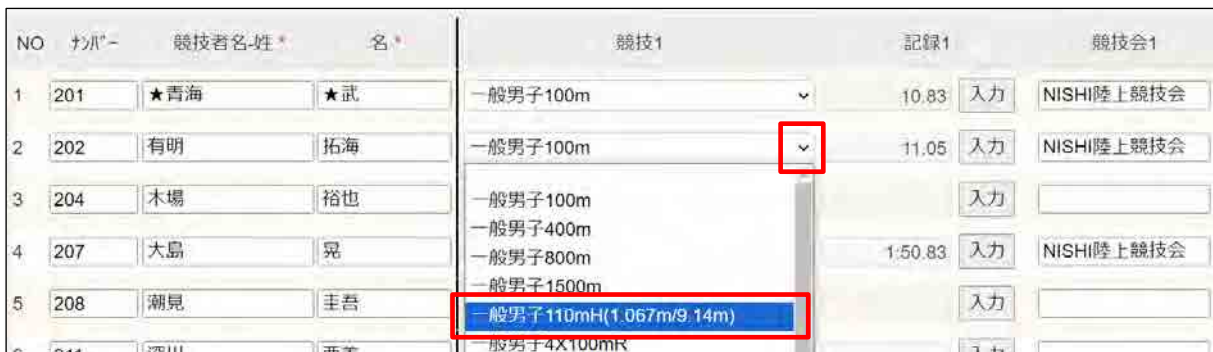 NO ﾅﾝﾊﾞｰ 競技者名-姓* 名* 競技1 記録1 競技会1
1 201 ★青海 ★武 一般男子100m 10.83 入力 NISHI陸上競技会
2 202 有明 拓海 一般男子100m 11.05 入力 NISHI陸上競技会
3 204 木場 裕也 一般男子100m 入力
一般男子400m
4 207 大島 晃 一般男子800m 1:50.83 入力 NISHI陸上競技会
一般男子1500m
5 208 潮見 圭吾 一般男子110mH(1.067m/9.14m) 入力
深川 一般男子4X100mR 入力